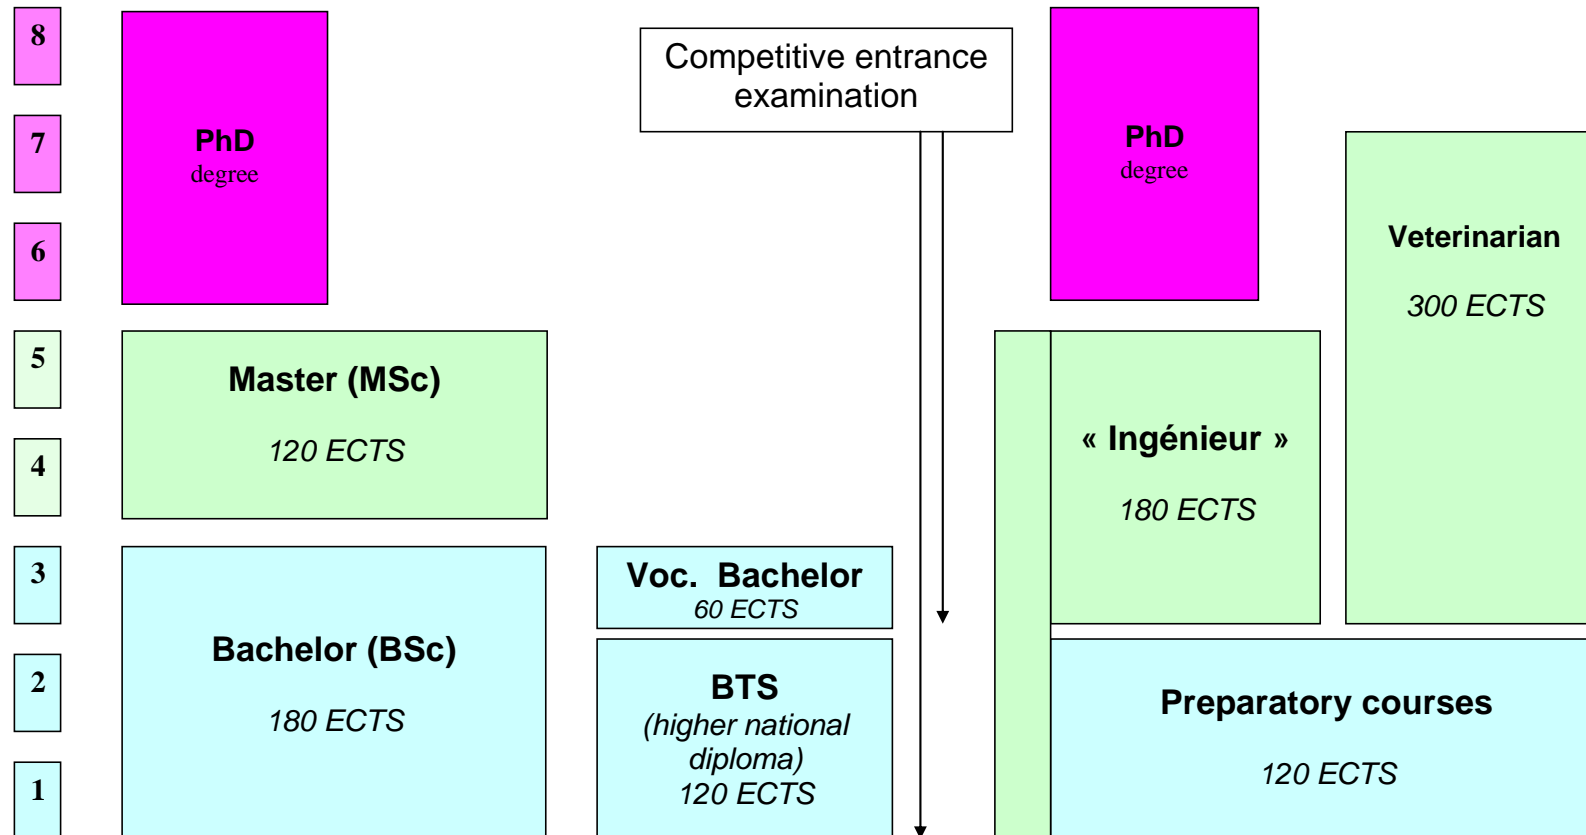 8
7
6
5
4
3
2
1
PhD
degree
Master (MSc)
120 ECTS
Bachelor (BSc)
180 ECTS
Competitive entrance
examination
Voc.  Bachelor
60 ECTS
BTS
(higher national
diploma)
120 ECTS
PhD
degree
« Ingénieur »
180 ECTS
Veterinarian
300 ECTS
Preparatory courses
120 ECTS